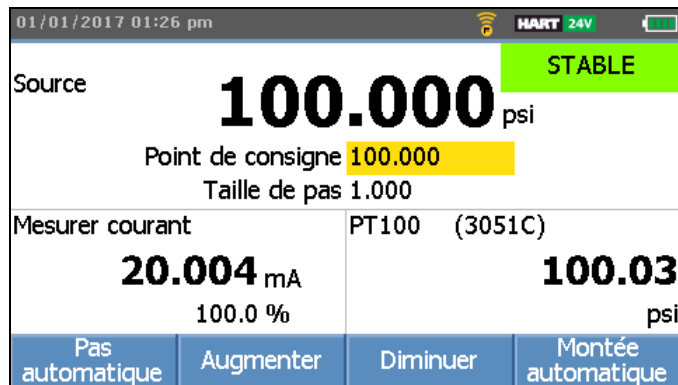 01/01/2017 01:26 pm HART 24V
STABLE
Source
100.000 psi
Point de consigne 100.000
Taille de pas 1.000
Mesurer courant
20.004 mA
100.0 %
PT100 (3051C)
100.03
psi
Pas automatique
Augmenter
Diminuer
Montée automatique